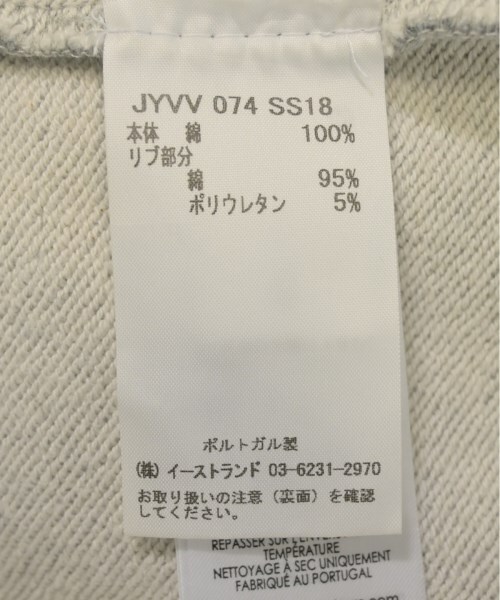 JYVV 074 SS18
本体 綿 100%
リブ部分
綿 95%
ポリウレタン 5%
ポルトガル製
(株) イーストランド 03-6231-2970
お取り扱いの注意 (裏面) を確認
してください。
TEMPÉRATURE
NETTOYAGE À SEC UNIQUEMENT
FABRIQUÉ AU PORTUGAL